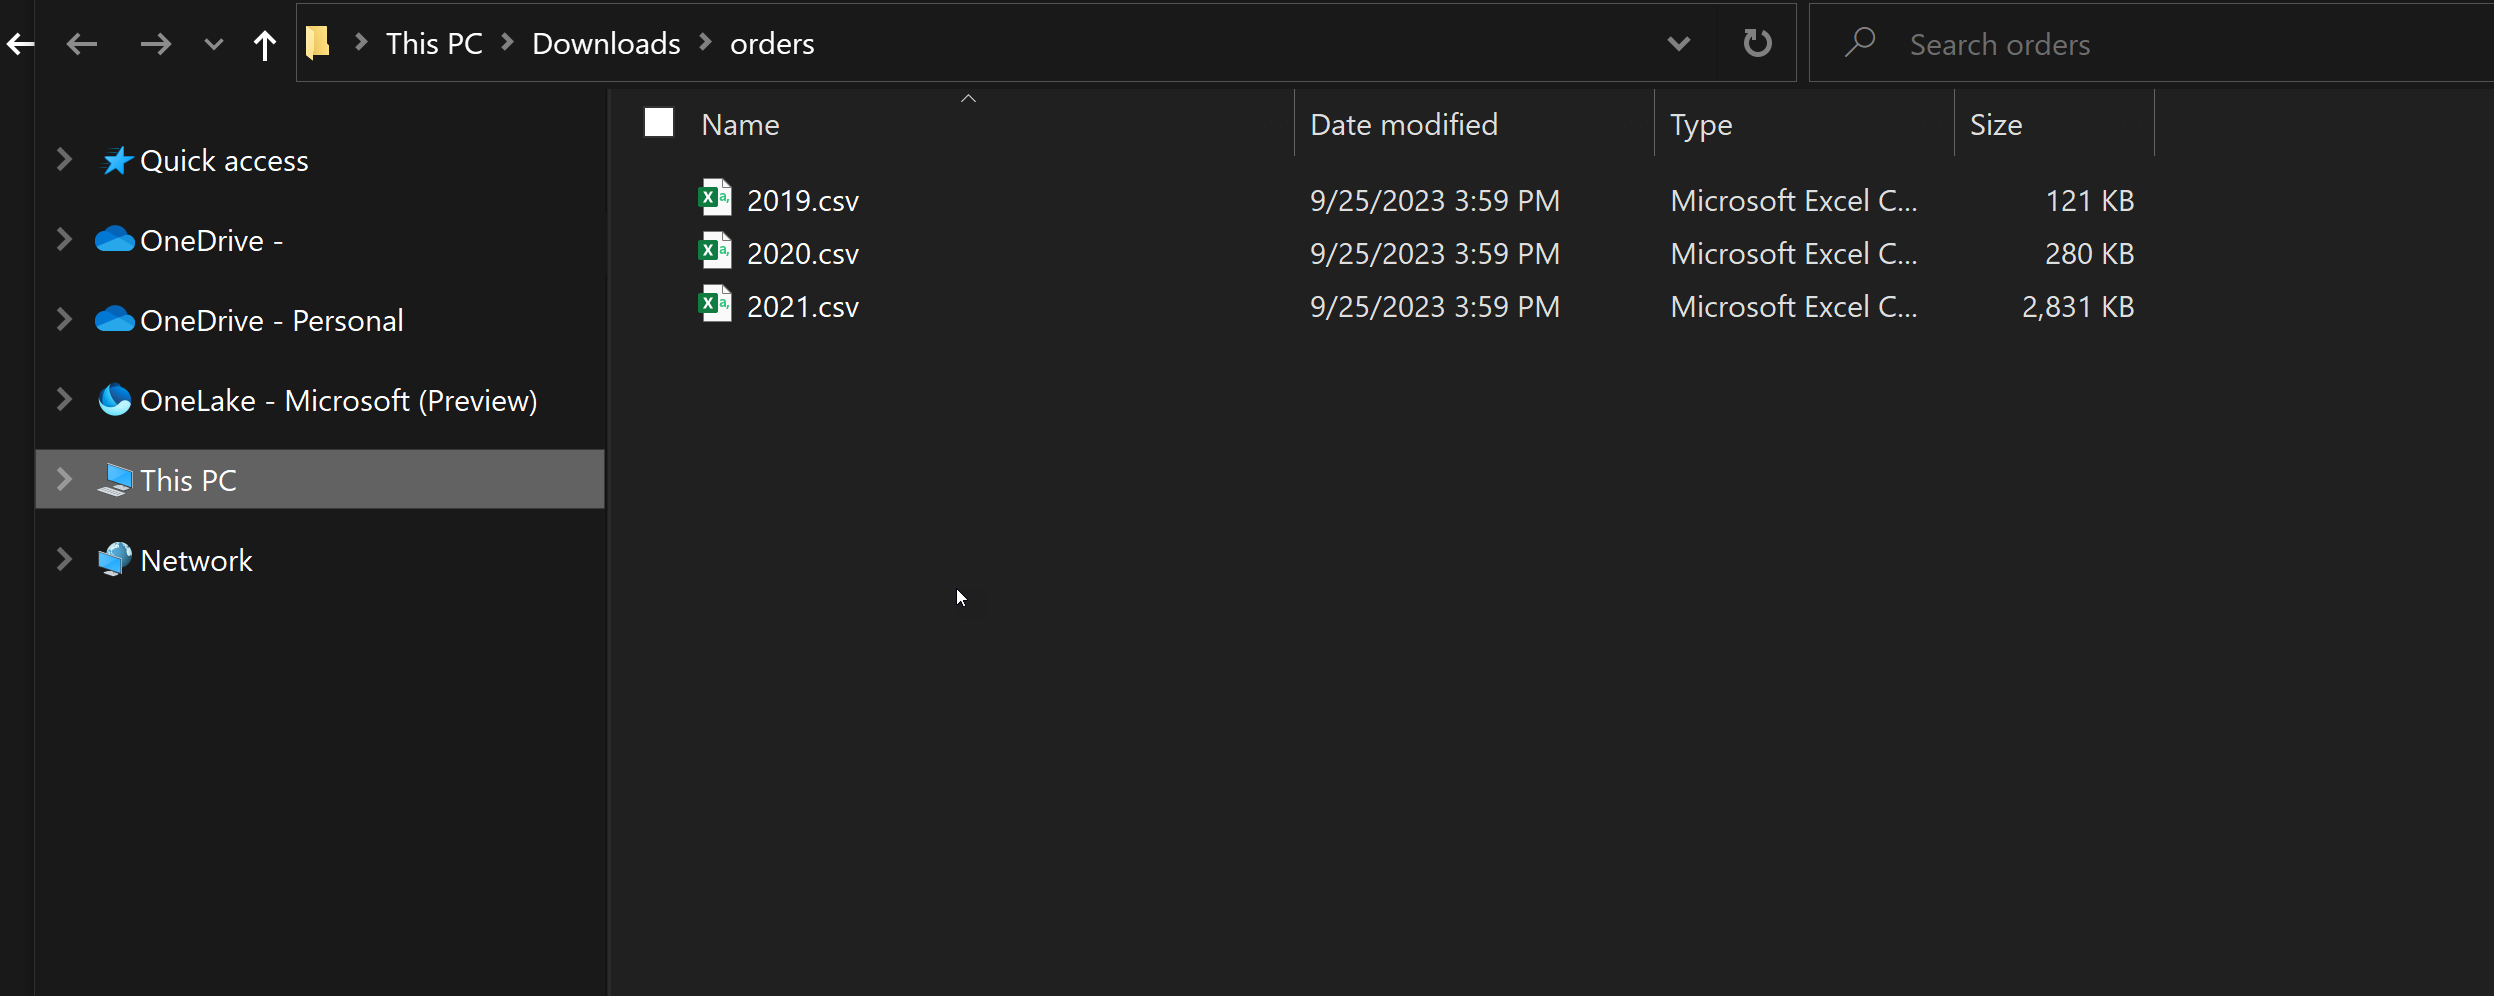 This PC Downloads orders Search orders
Name Date modified Type Size
Quick access
OneDrive -
OneDrive - Personal
OneLake - Microsoft (Preview)
This PC
Network
2019.csv 9/25/2023 3:59 PM Microsoft Excel C... 121 KB
2020.csv 9/25/2023 3:59 PM Microsoft Excel C... 280 KB
2021.csv 9/25/2023 3:59 PM Microsoft Excel C... 2,831 KB